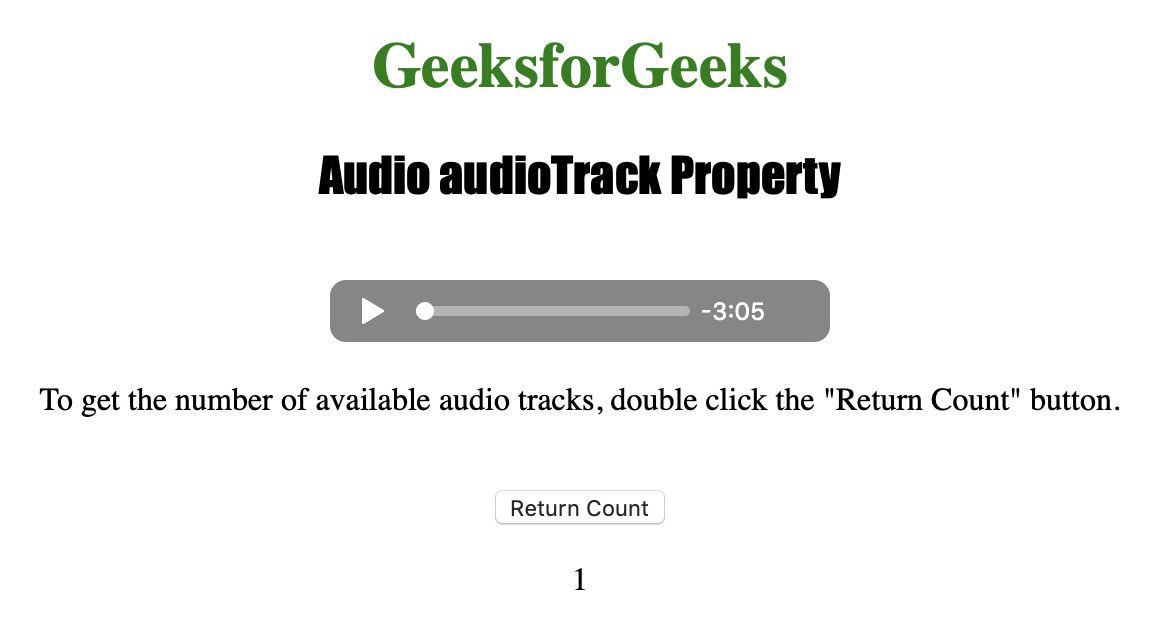 GeeksforGeeks
Audio audioTrack Property
-3:05
To get the number of available audio tracks, double click the "Return Count" button.
Return Count
1